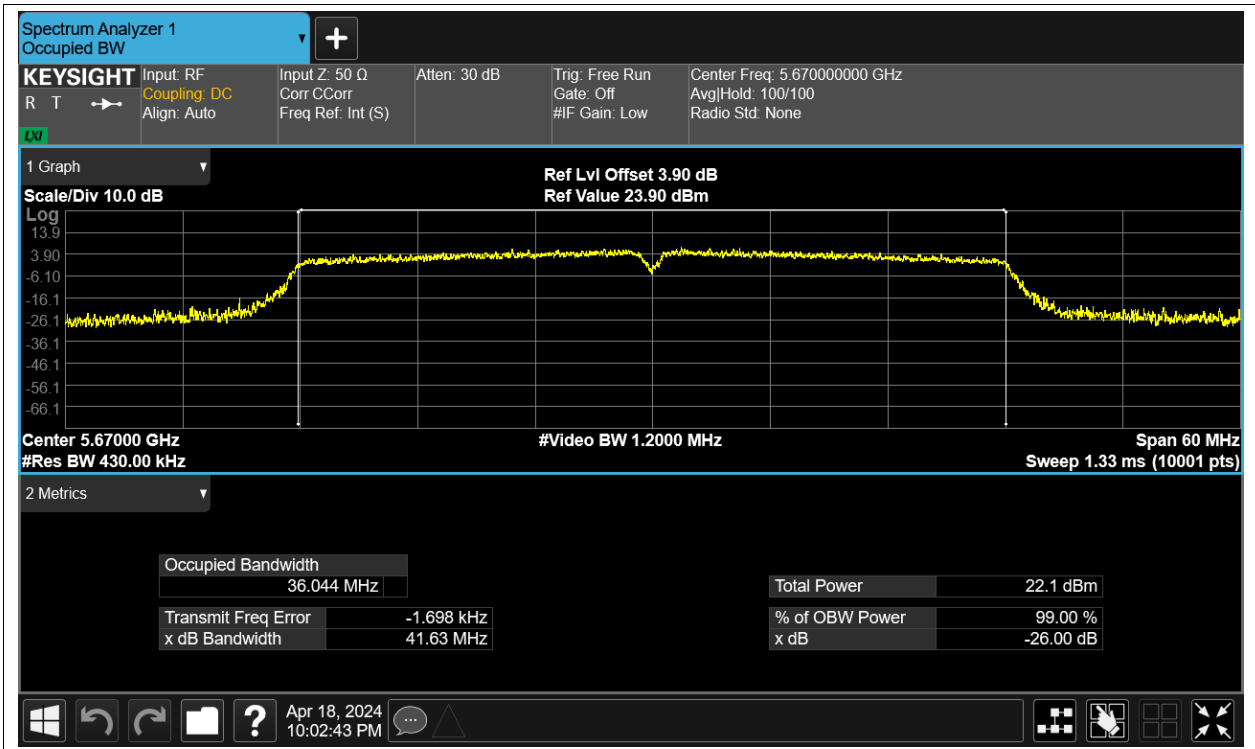 Spectrum Analyzer 1
Occupied BW
KEYSIGHT
R T
LXI
Input: RF
Coupling: DC
Align: Auto
Input Z: 50 Ω
Corr CCorr
Freq Ref: Int (S)
Atten: 30 dB
Trig: Free Run
Gate: Off
#IF Gain: Low
Center Freq: 5.670000000 GHz
Avg|Hold: 100/100
Radio Std: None
1 Graph
Scale/Div 10.0 dB
Ref Lvl Offset 3.90 dB
Ref Value 23.90 dBm
Log
13.9
3.90
-6.10
-16.1
-26.1
-36.1
-46.1
-56.1
-66.1
Center 5.67000 GHz
#Video BW 1.2000 MHz
Span 60 MHz
#Res BW 430.00 kHz
Sweep 1.33 ms (10001 pts)
2 Metrics
Occupied Bandwidth
36.044 MHz
Total Power 22.1 dBm
Transmit Freq Error -1.698 kHz
% of OBW Power 99.00 %
x dB Bandwidth 41.63 MHz
x dB -26.00 dB
?
Apr 18, 2024
10:02:43 PM